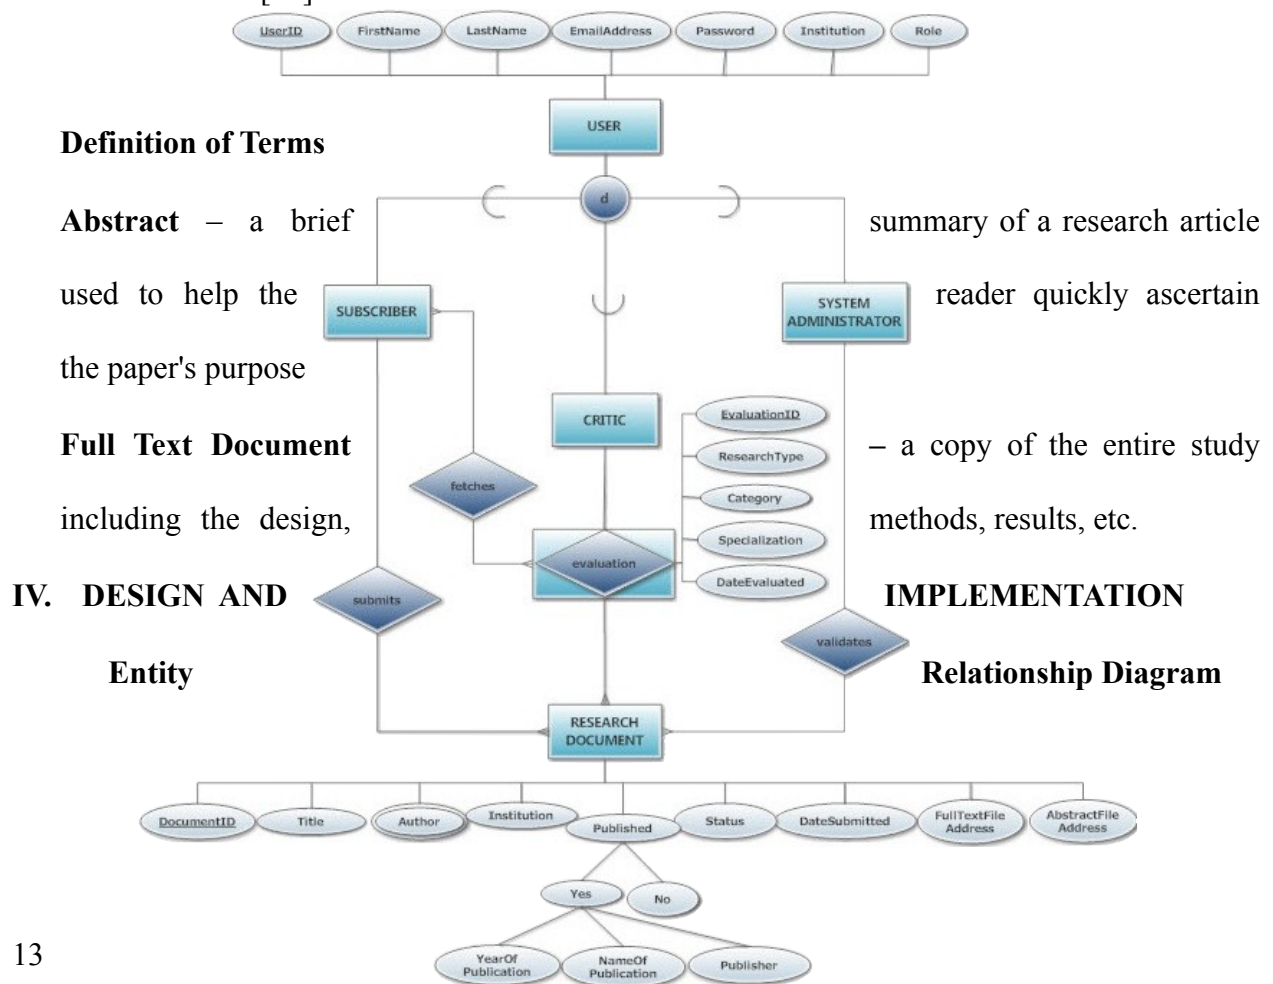 UserID FirstName LastName EmailAddress Password Institution Role
USER
Definition of Terms
d
Abstract – a brief summary of a research article
used to help the reader quickly ascertain
SUBSCRIBER
SYSTEM
ADMINISTRATOR
the paper's purpose
CRITIC
EvaluationID
Full Text Document – a copy of the entire study
ResearchType
fetches
Category
including the design, methods, results, etc.
Specialization
evaluation
DateEvaluated
IV. DESIGN AND IMPLEMENTATION
submits
validates
Entity Relationship Diagram
RESEARCH
DOCUMENT
DocumentID Title Author Institution Published Status DateSubmitted FullTextFile
Address AbstractFile
Address
Yes No
YearOf
Publication NameOf
Publication Publisher
13